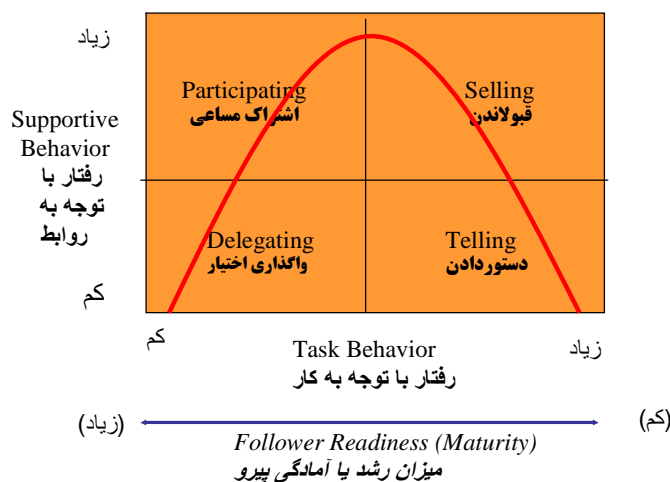 زیاد
Participating
اشتراک مساعی
Selling
قبولاندن
Supportive
Behavior
رفتار با
توجه به
روابط
Delegating
واگذاری اختیار
Telling
دستوردادن
کم
کم
زیاد
Task Behavior
رفتار با توجه به کار
(زیاد)
(کم)
Follower Readiness (Maturity)
میزان رشد یا آمادگی پیرو